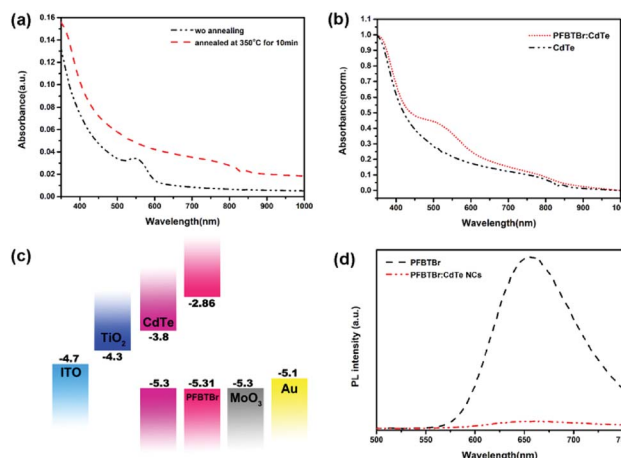 (a)
wo annealing
annealed at 350°C for 10min
Absorbance(a.u.)
0.16
0.14
0.12
0.10
0.08
0.06
0.04
0.02
0.00
400 500 600 700 800 900 1000
Wavelength(nm)
(b)
PFBTBr:CdTe
CdTe
Absorbance(norm.)
1.0
0.9
0.8
0.7
0.6
0.5
0.4
0.3
0.2
0.1
0.0
400 500 600 700 800 900 1000
Wavelength(nm)
(c)
-2.86
CdTe
-3.8
TiO2
-4.3
-4.7
ITO
-5.3
-5.31
PFBTBr
-5.3
MoO3
-5.1
Au
(d)
PFBTBr
PFBTBr:CdTe NCs
PL intensity (a.u.)
500 550 600 650 700 750
Wavelength(nm)